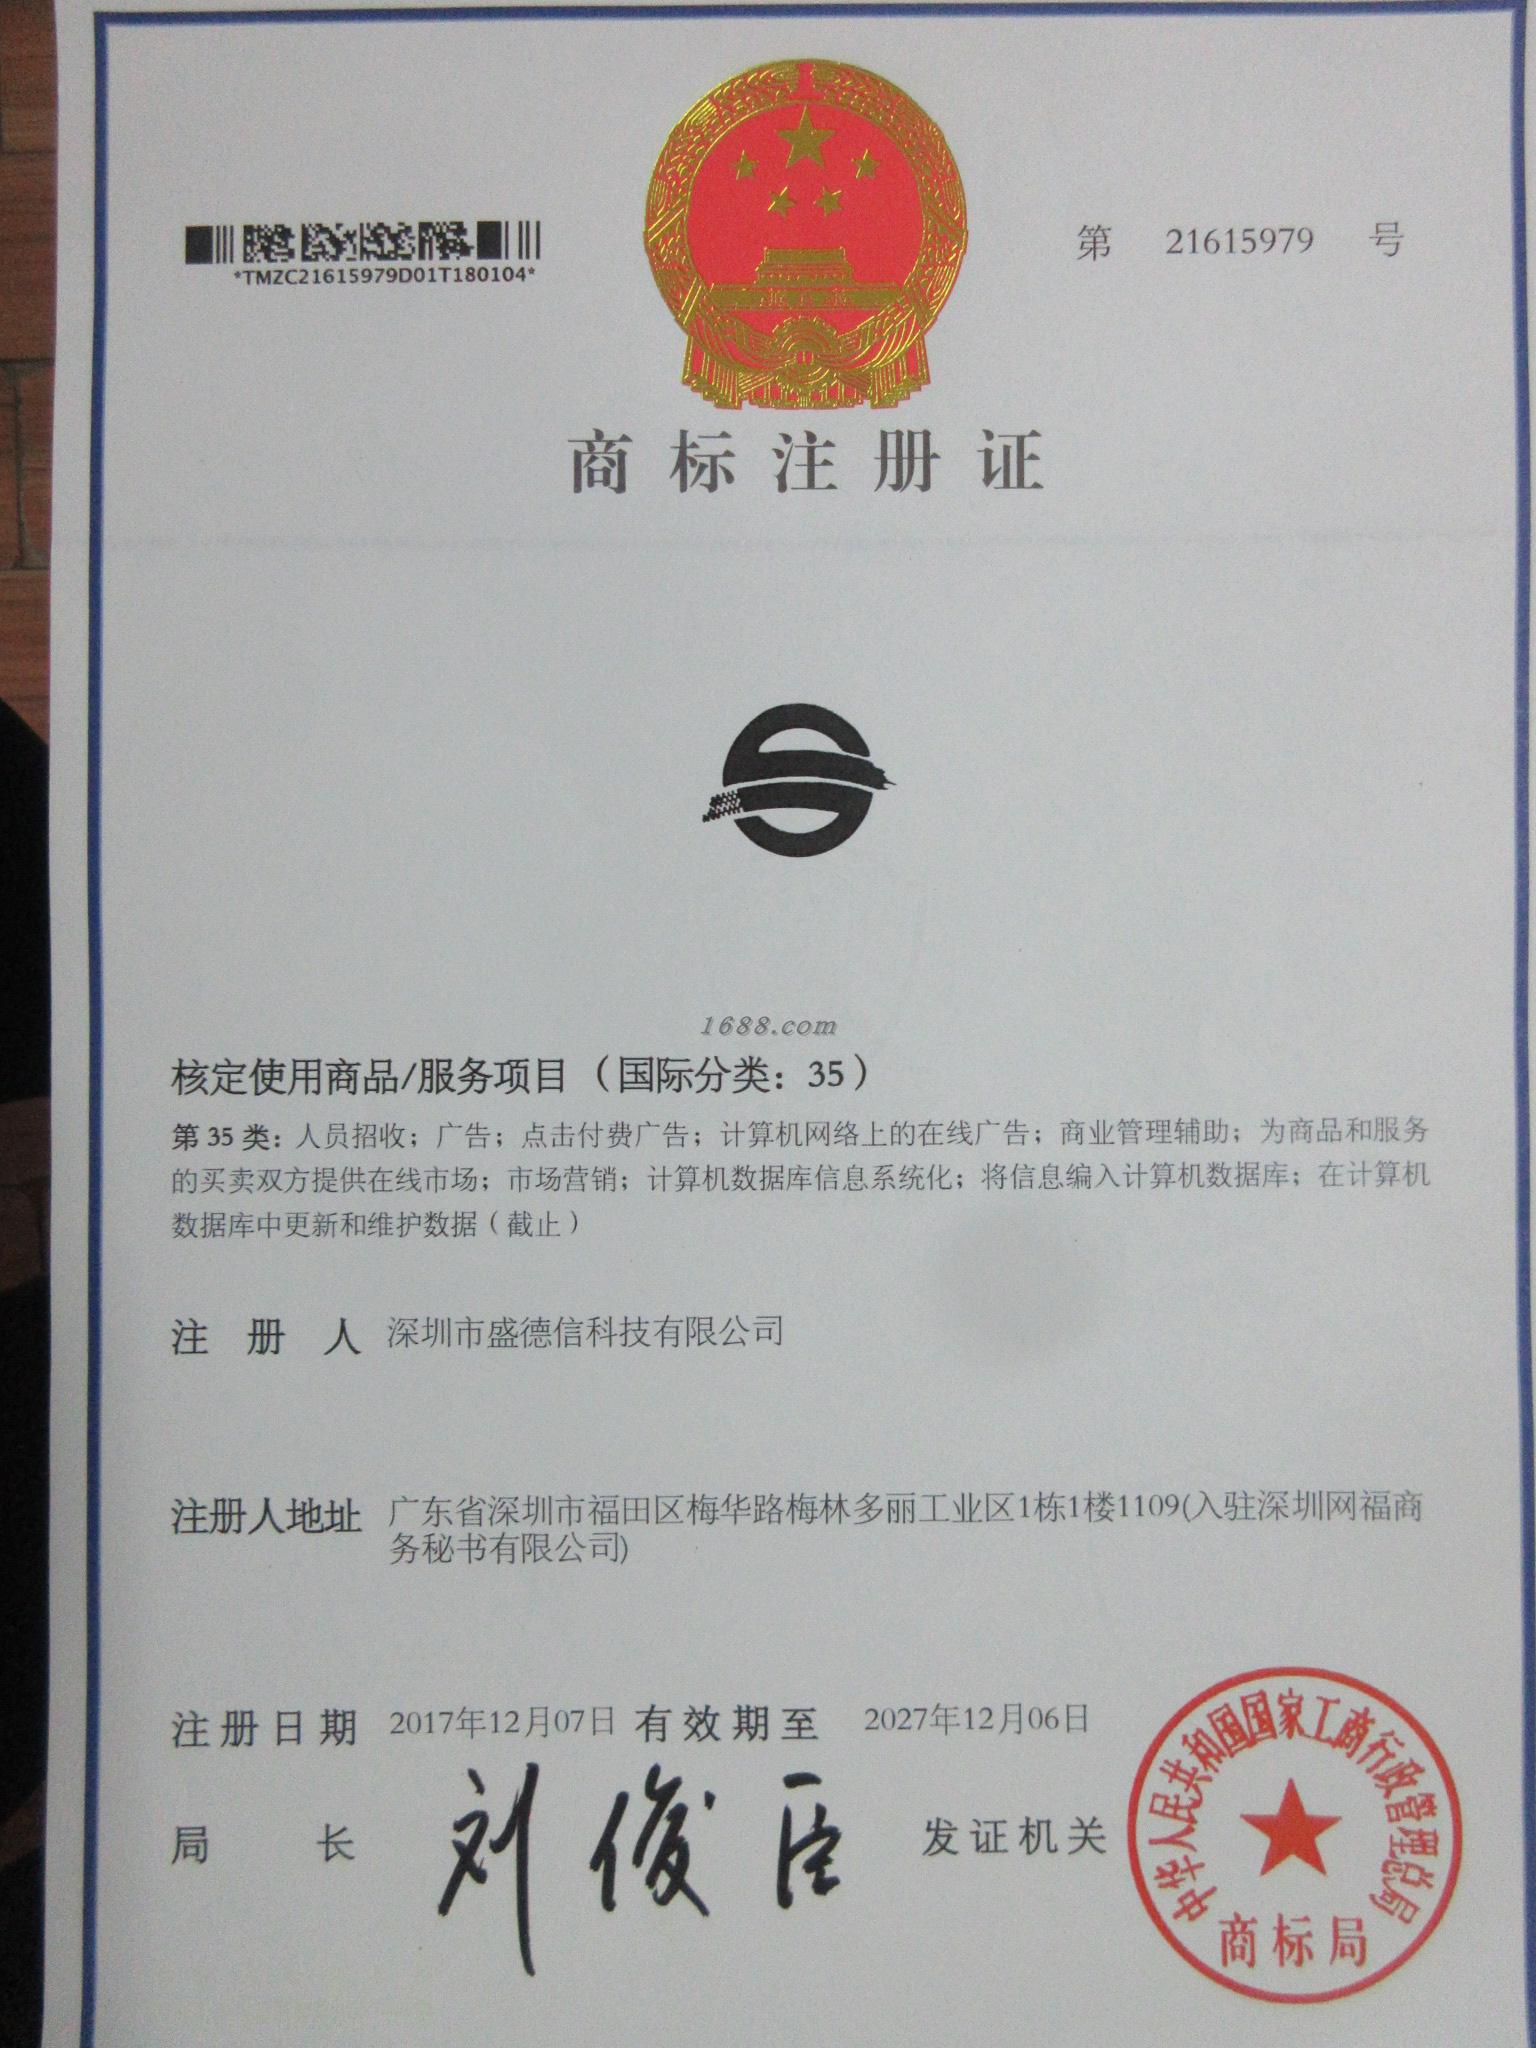 第 21615979 号
*TMZC21615979D01T180104*
商标注册证
1688.com
核定使用商品/服务项目（国际分类：35）
第 35 类：人员招收；广告；点击付费广告；计算机网络上的在线广告；商业管理辅助；为商品和服务
的买卖双方提供在线市场；市场营销；计算机数据库信息系统化；将信息编入计算机数据库；在计算机
数据库中更新和维护数据（截止）
注册人 深圳市盛德信科技有限公司
注册人地址 广东省深圳市福田区梅华路梅林多丽工业区1栋1楼1109(入驻深圳网福商
务秘书有限公司)
注册日期 2017年12月07日 有效期至 2027年12月06日
局长 刘俊臣 发证机关
中华人民共和国国家工商行政管理总局
商标局